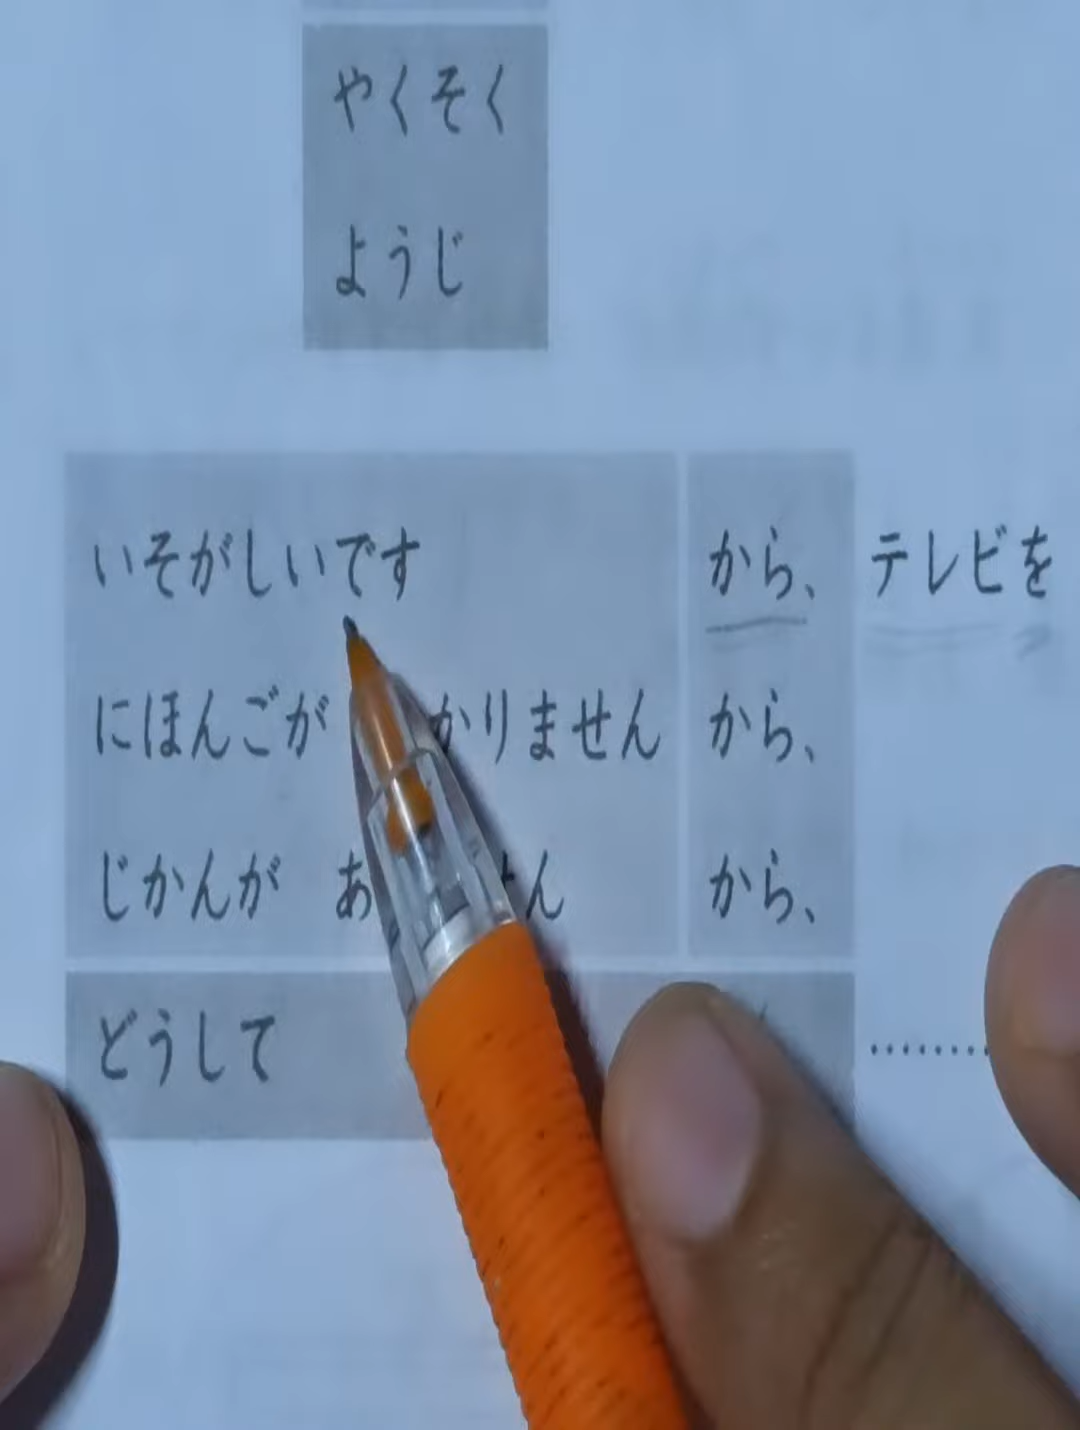 やくそく
ようじ
いそがしいです から、 テレビを
にほんごが かりません から、
じかんが あ ん から、
どうして ........